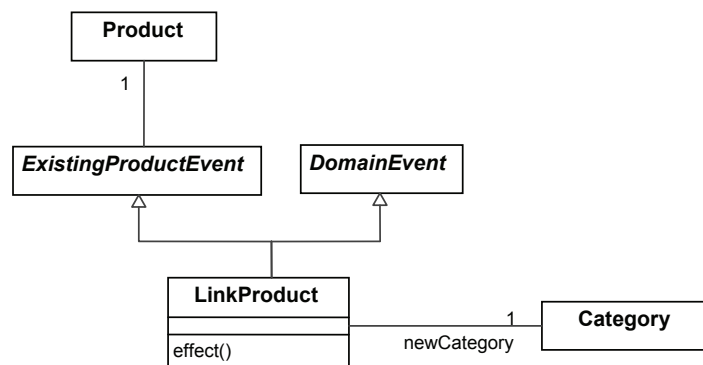 Product
1
ExistingProductEvent
DomainEvent
LinkProduct
effect()
1
newCategory
Category